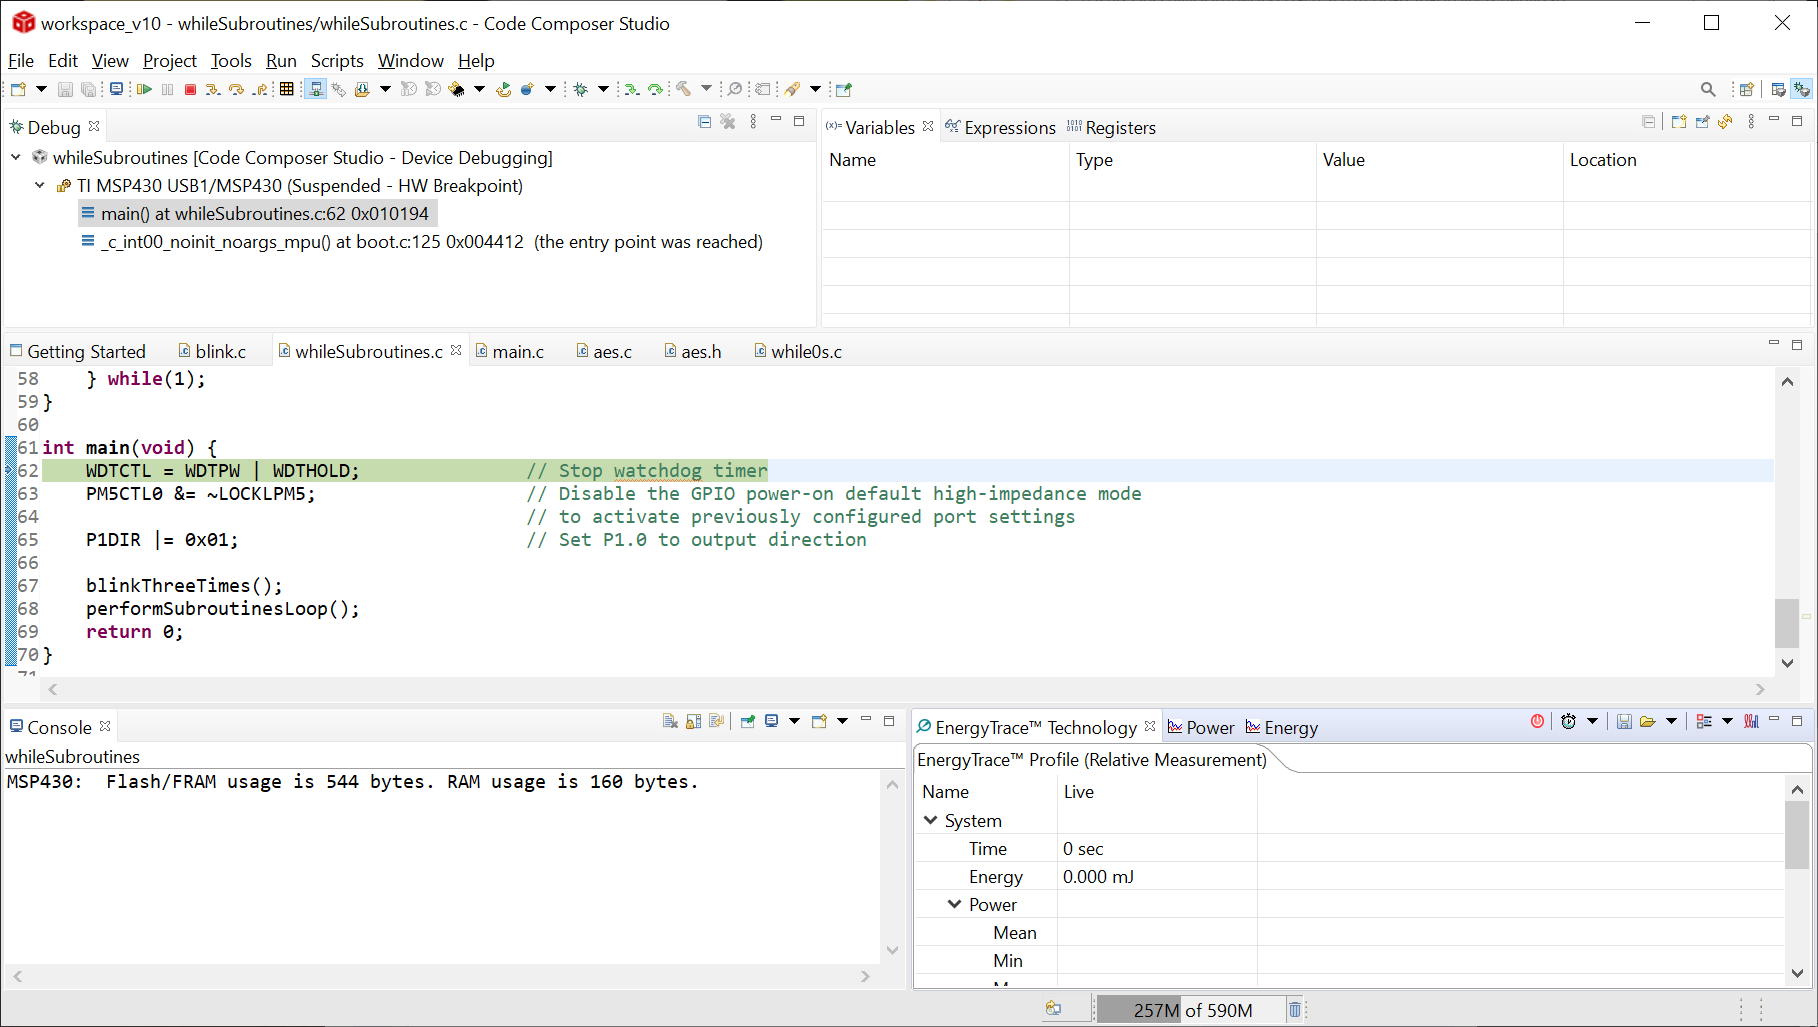 workspace_v10 - whileSubroutines/whileSubroutines.c - Code Composer Studio
File Edit View Project Tools Run Scripts Window Help
Debug
whileSubroutines [Code Composer Studio - Device Debugging]
TI MSP430 USB1/MSP430 (Suspended - HW Breakpoint)
main() at whileSubroutines.c:62 0x010194
_c_int00_noinit_noargs_mpu() at boot.c:125 0x004412 (the entry point was reached)
(x)= Variables Expressions Registers
Name Type Value Location
Getting Started blink.c whileSubroutines.c main.c aes.c aes.h while0s.c
58 } while(1);
59 }
60
61 int main(void) {
62 WDTCTL = WDTPW | WDTHOLD; // Stop watchdog timer
63 PM5CTL0 &= ~LOCKLPM5; // Disable the GPIO power-on default high-impedance mode
64 // to activate previously configured port settings
65 P1DIR |= 0x01; // Set P1.0 to output direction
66
67 blinkThreeTimes();
68 performSubroutinesLoop();
69 return 0;
70 }
71
Console
whileSubroutines
MSP430: Flash/FRAM usage is 544 bytes. RAM usage is 160 bytes.
EnergyTrace™ Technology Power Energy
EnergyTrace™ Profile (Relative Measurement)
Name Live
System
Time 0 sec
Energy 0.000 mJ
Power
Mean
Min
257M of 590M